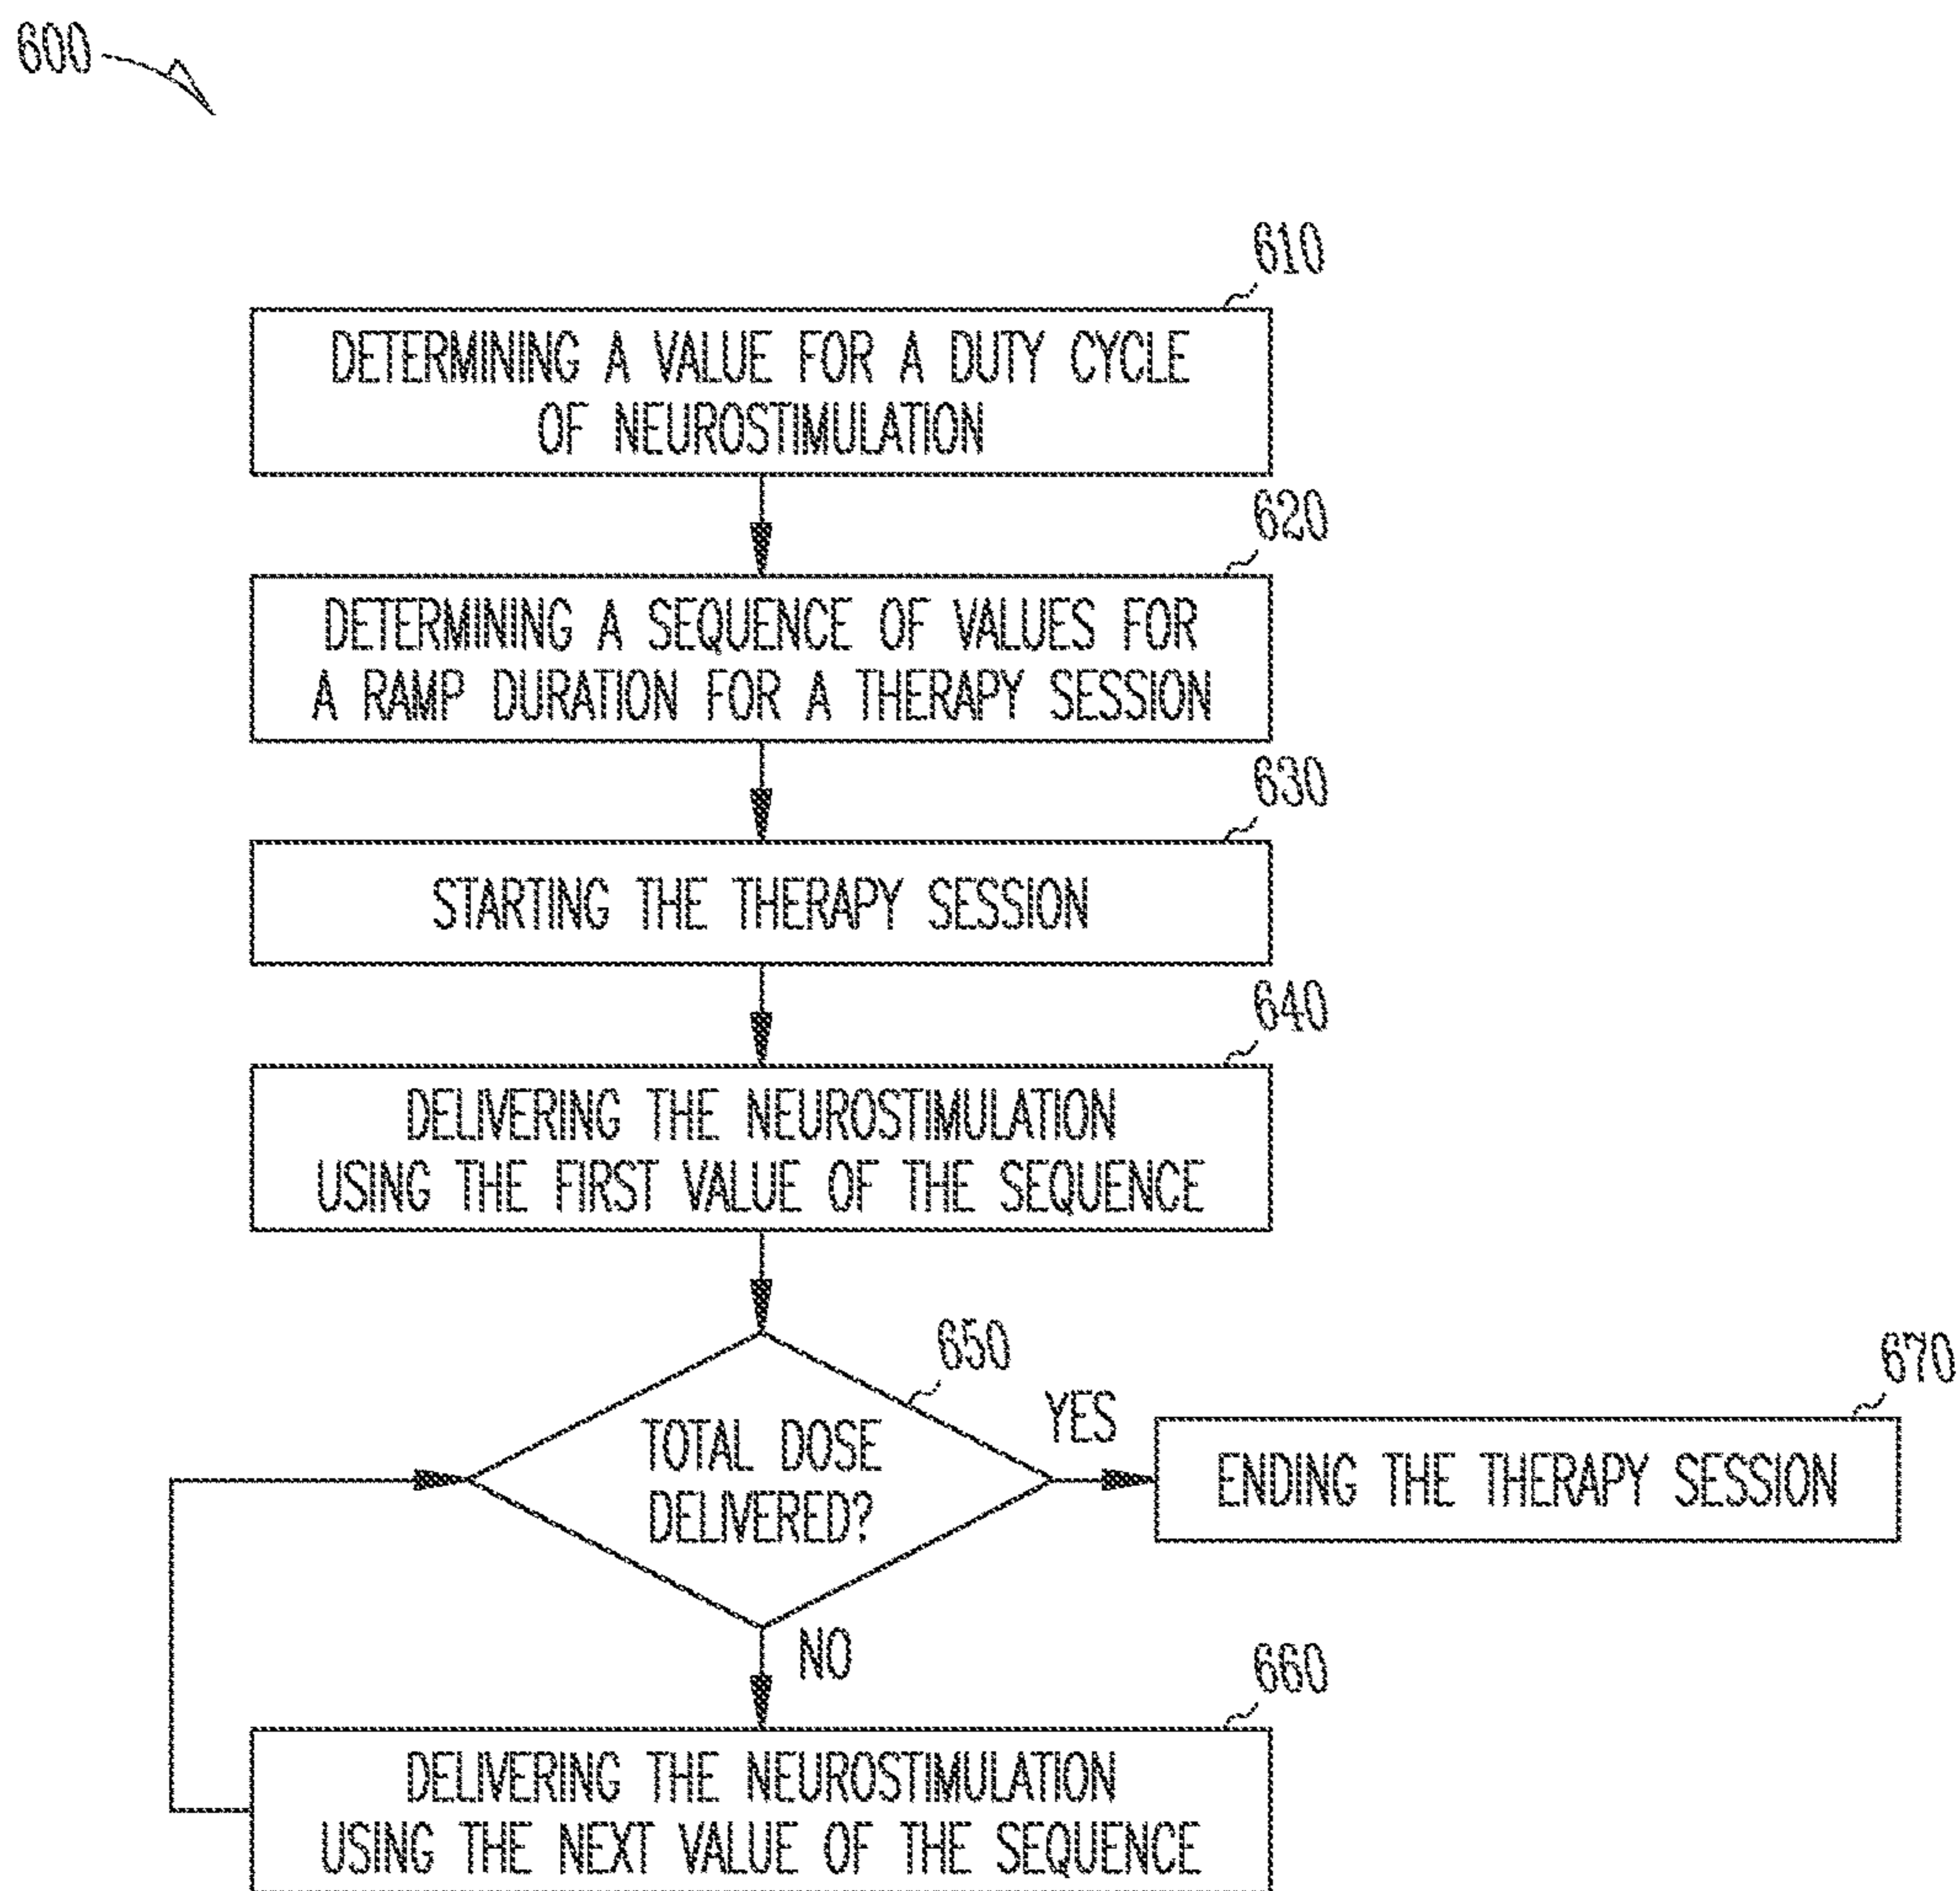 600
610
DETERMINING A VALUE FOR A DUTY CYCLE
OF NEUROSTIMULATION
620
DETERMINING A SEQUENCE OF VALUES FOR
A RAMP DURATION FOR A THERAPY SESSION
630
STARTING THE THERAPY SESSION
640
DELIVERING THE NEUROSTIMULATION
USING THE FIRST VALUE OF THE SEQUENCE
650
TOTAL DOSE
DELIVERED?
YES
670
ENDING THE THERAPY SESSION
NO
660
DELIVERING THE NEUROSTIMULATION
USING THE NEXT VALUE OF THE SEQUENCE